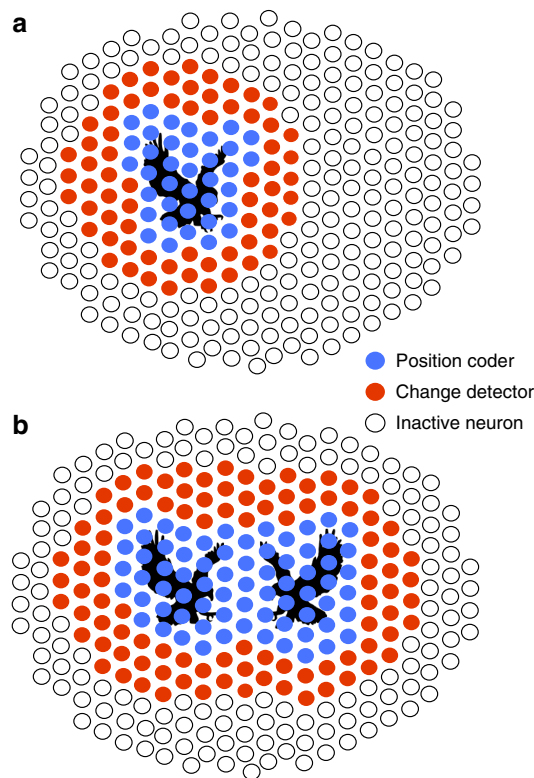 a
Position coder
Change detector
Inactive neuron
b